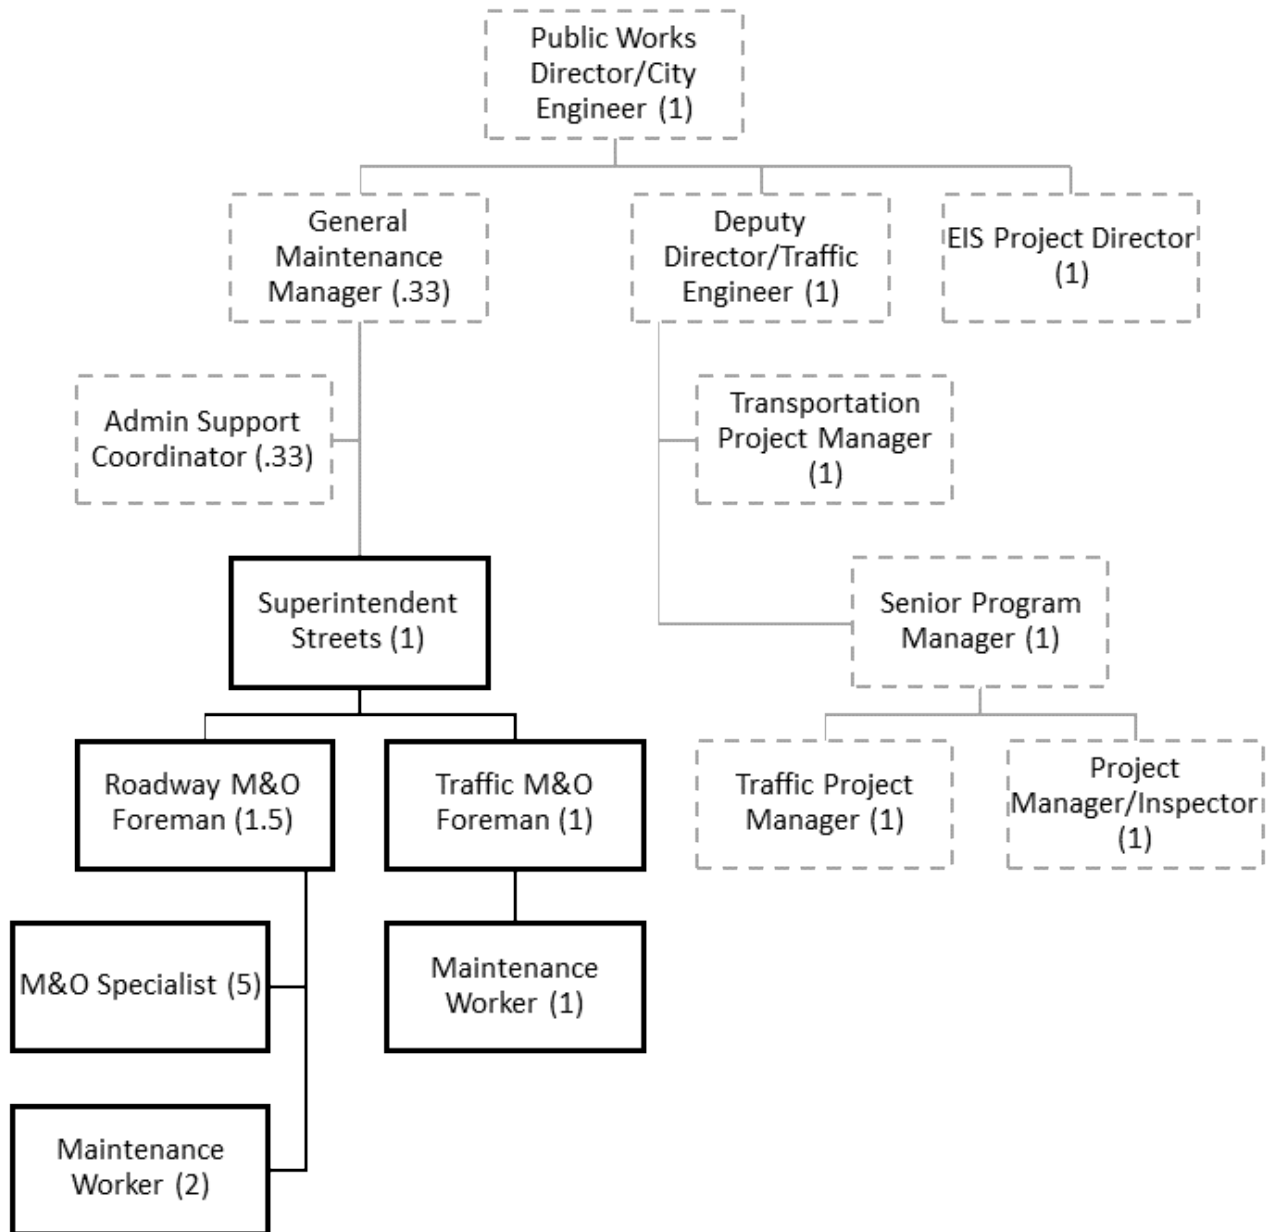 Public Works
Director/City
Engineer (1)
General
Maintenance
Manager (.33)
Deputy
Director/Traffic
Engineer (1)
EIS Project Director
(1)
Admin Support
Coordinator (.33)
Transportation
Project Manager
(1)
Superintendent
Streets (1)
Senior Program
Manager (1)
Roadway M&O
Foreman (1.5)
Traffic M&O
Foreman (1)
Traffic Project
Manager (1)
Project
Manager/Inspector
(1)
M&O Specialist (5)
Maintenance
Worker (1)
Maintenance
Worker (2)